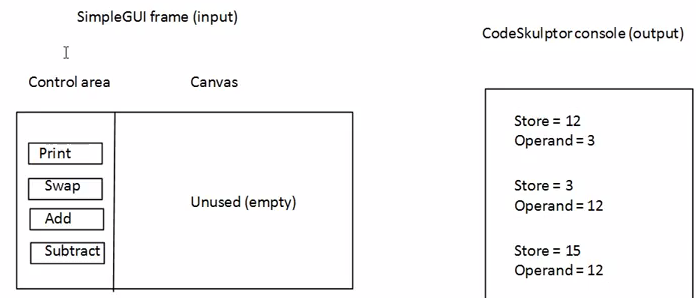 SimpleGUI frame (input)
CodeSkulptor console (output)
Control area
Canvas
Print
Swap
Add
Subtract
Unused (empty)
Store = 12
Operand = 3
Store = 3
Operand = 12
Store = 15
Operand = 12